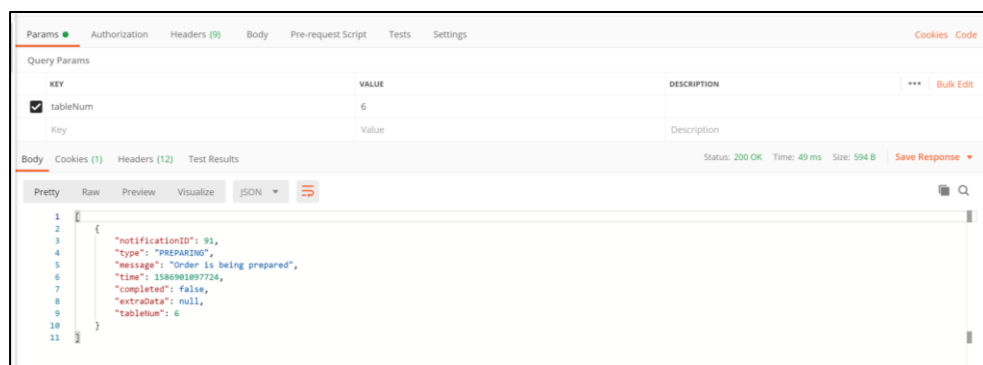 Params Authorization Headers (9) Body Pre-request Script Tests Settings Cookies Code
Query Params
KEY VALUE DESCRIPTION ••• Bulk Edit
tableNum 6
Key Value Description
Body Cookies (1) Headers (12) Test Results Status: 200 OK Time: 49 ms Size: 594 B Save Response
Pretty Raw Preview Visualize JSON
1 [
2 {
3 "notificationID": 91,
4 "type": "PREPARING",
5 "message": "Order is being prepared",
6 "time": 1586901097724,
7 "completed": false,
8 "extraData": null,
9 "tableNum": 6
10 }
11 ]